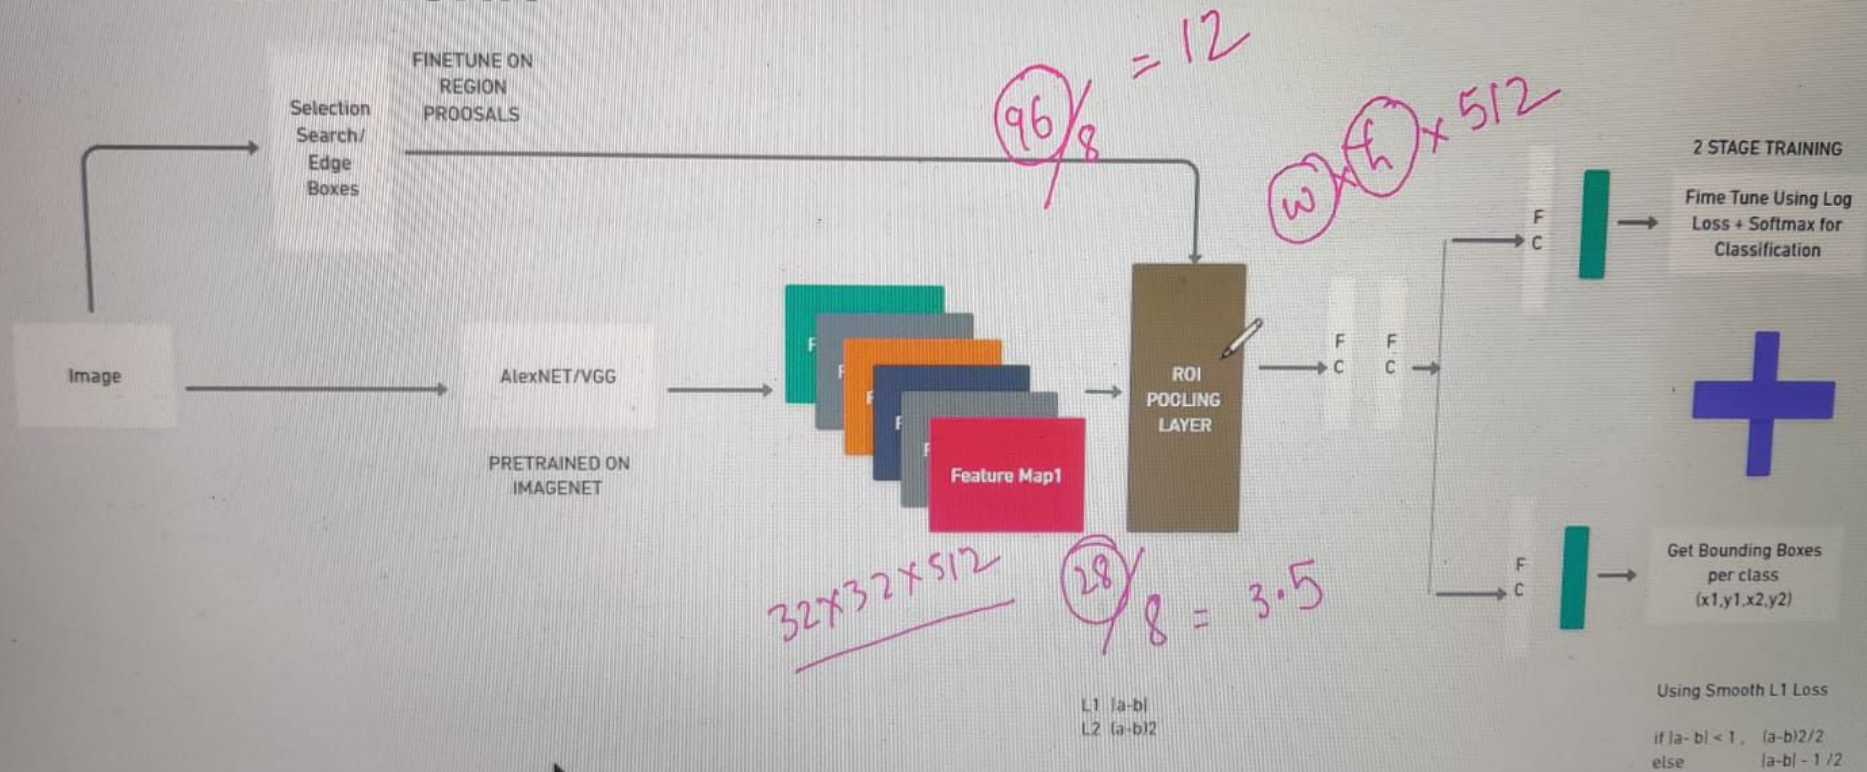 FINETUNE ON
REGION
PROOSALS
Selection
Search/
Edge
Boxes
96/8 = 12
w x h x 512
2 STAGE TRAINING
Fime Tune Using Log
Loss + Softmax for
Classification
F
C
Image
AlexNET/VGG
PRETRAINED ON
IMAGENET
F
F
F
F
F
Feature Map1
ROI
POOLING
LAYER
F
C
F
C
32x32x512
28/8 = 3.5
F
C
Get Bounding Boxes
per class
(x1,y1,x2,y2)
L1 |a-b|
L2 (a-b)2
Using Smooth L1 Loss
if |a- b| < 1, (a-b)2/2
else |a-b| - 1 /2